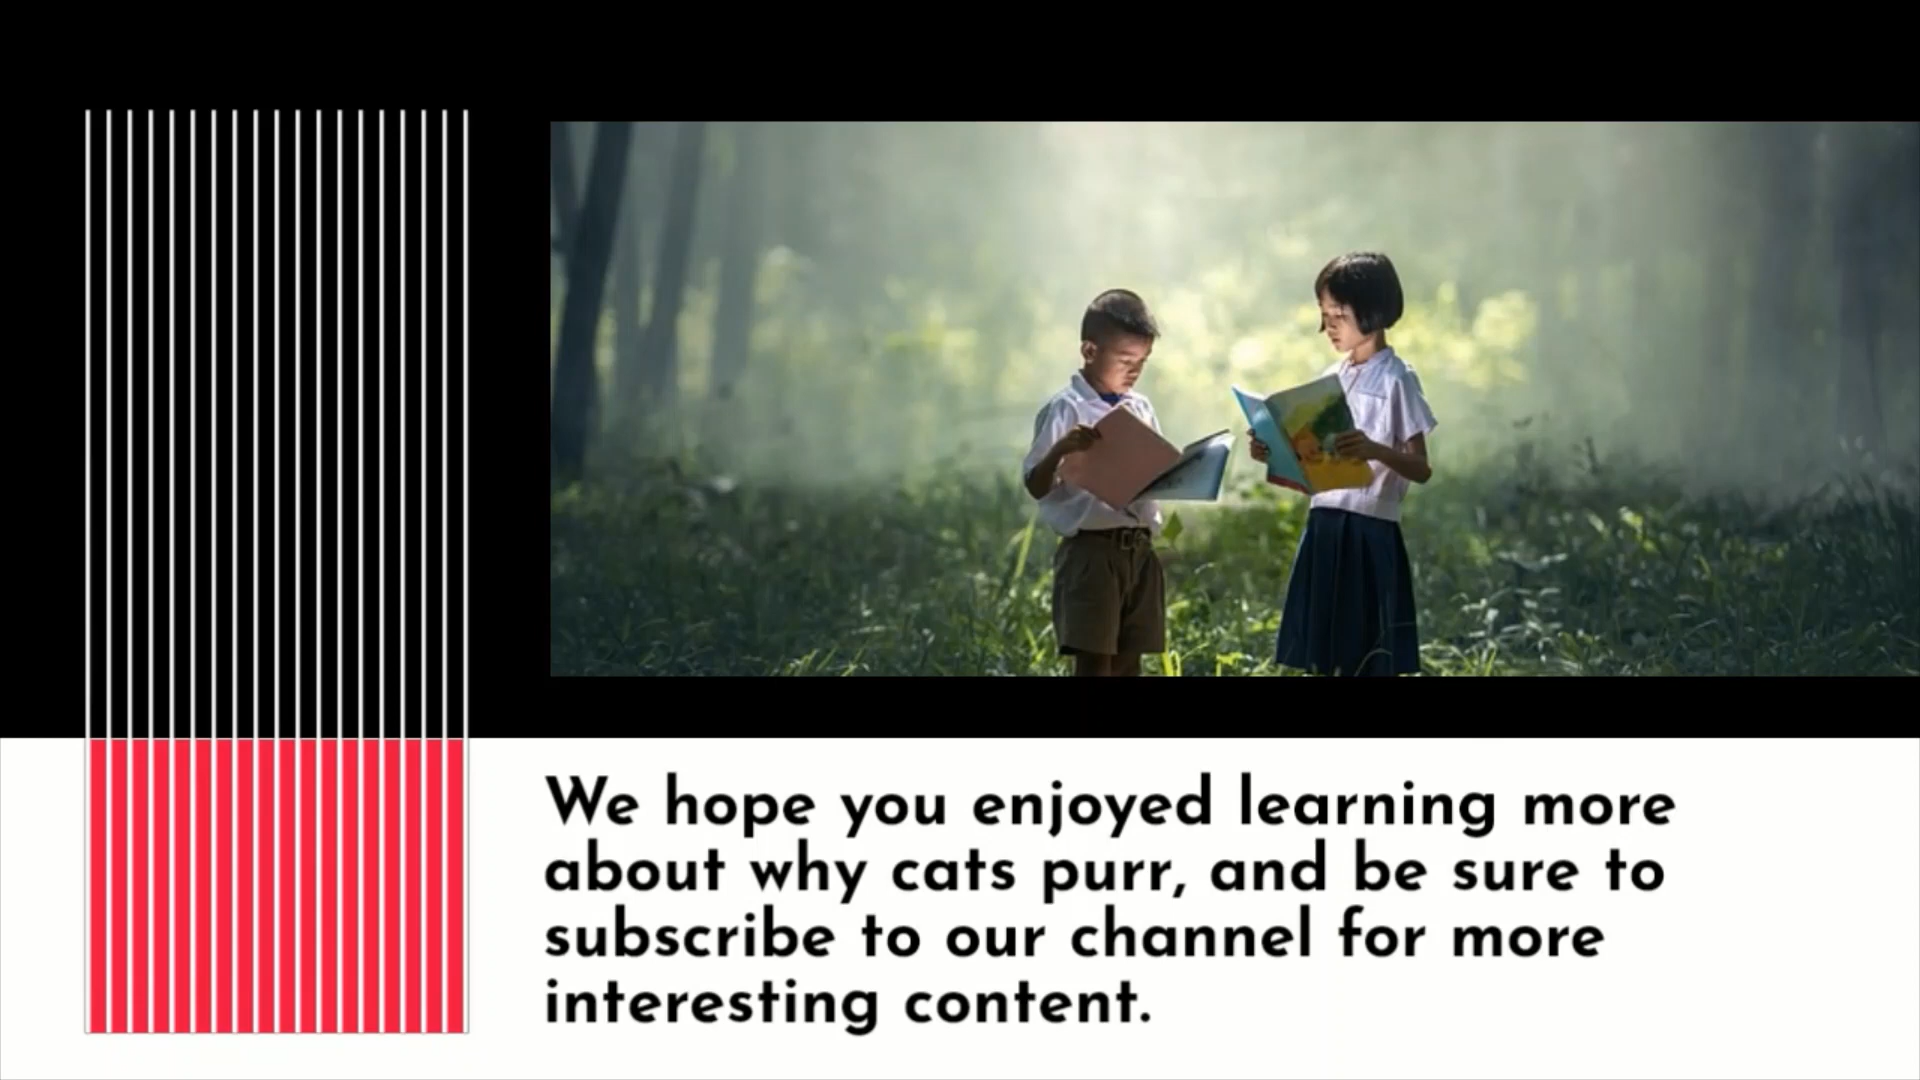 We hope you enjoyed learning more
about why cats purr, and be sure to
subscribe to our channel for more
interesting content.